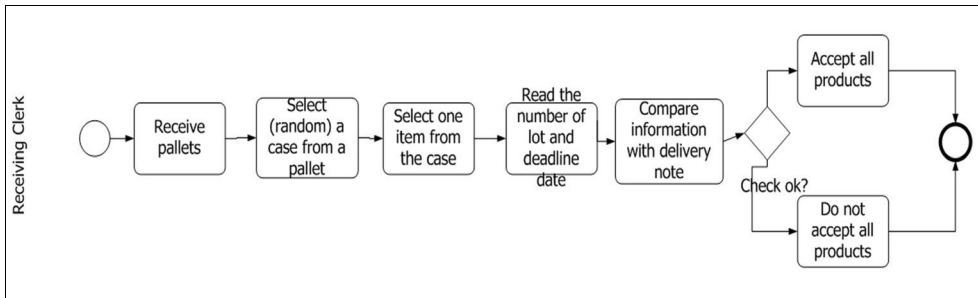 Receiving Clerk
Receive
pallets
Select
(random) a
case from a
pallet
Select one
item from
the case
Read the
number of
lot and
deadline
date
Compare
information
with delivery
note
Check ok?
Accept all
products
Do not
accept all
products